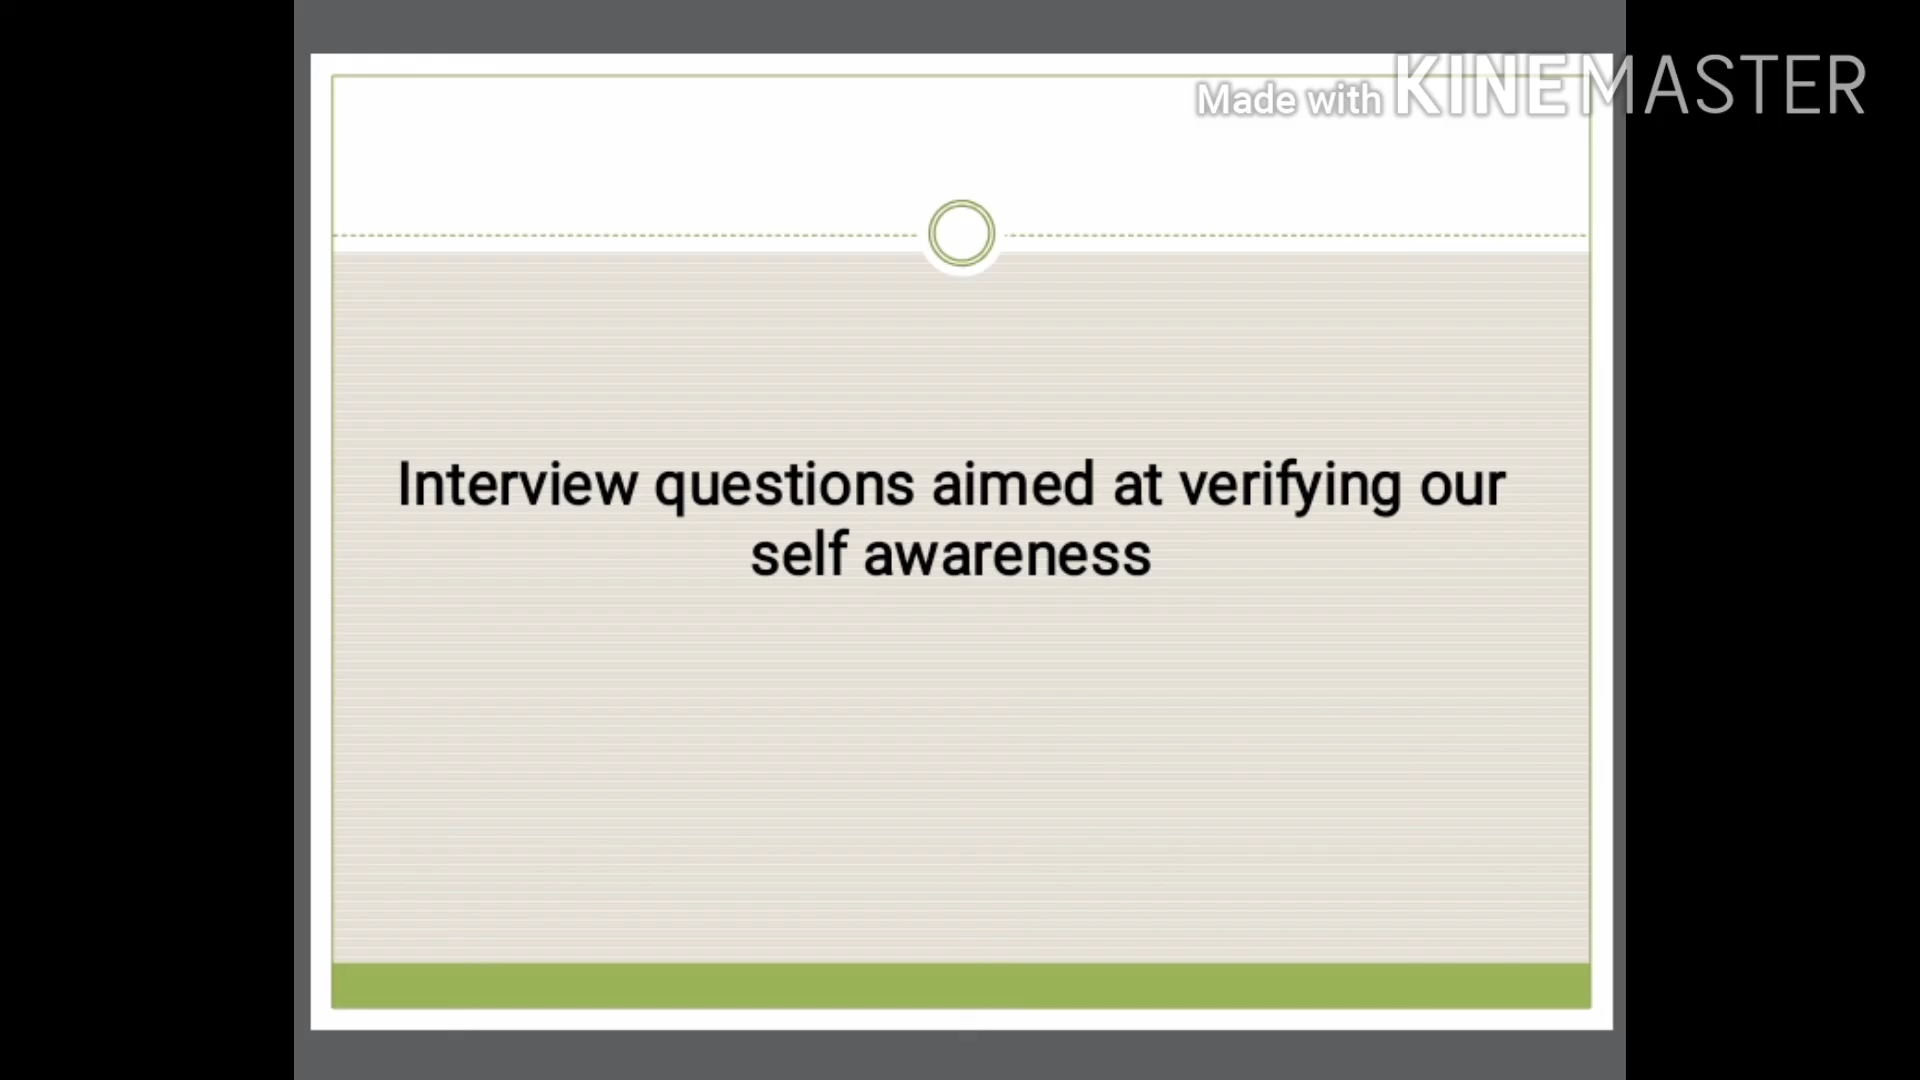 Made with KINEMASTER
Interview questions aimed at verifying our
self awareness